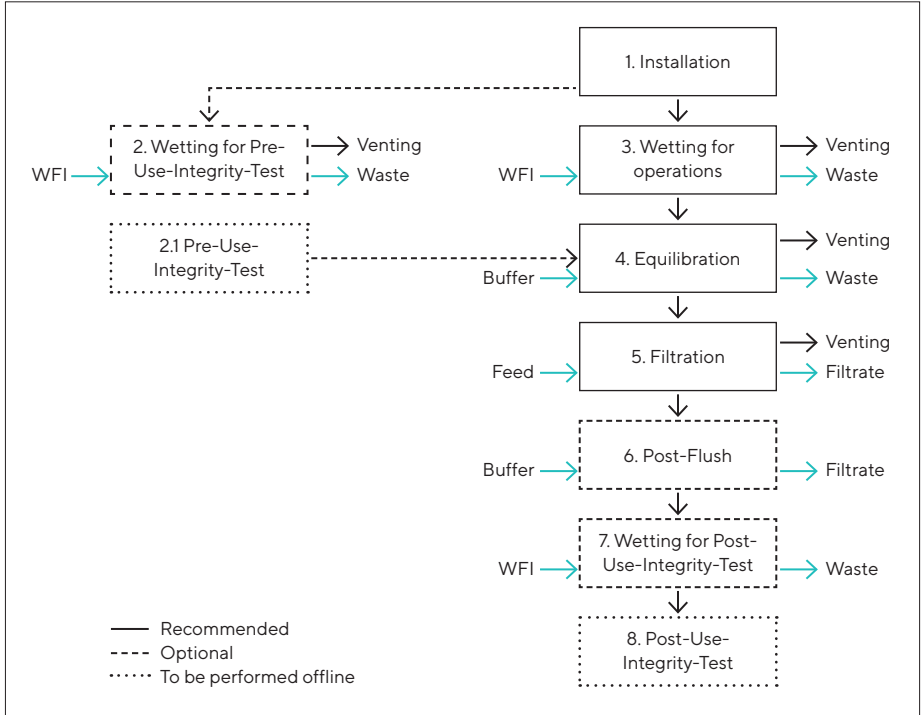 1. Installation
2. Wetting for Pre-
Use-Integrity-Test
Venting
WFI
Waste
3. Wetting for
operations
Venting
WFI
Waste
2.1 Pre-Use-
Integrity-Test
4. Equilibration
Venting
Buffer
Waste
5. Filtration
Venting
Feed
Filtrate
6. Post-Flush
Buffer
Filtrate
7. Wetting for Post-
Use-Integrity-Test
WFI
Waste
8. Post-Use-
Integrity-Test
Recommended
Optional
To be performed offline